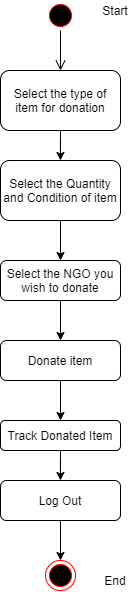 Start
Select the type of
item for donation
Select the Quantity
and Condition of item
Select the NGO you
wish to donate
Donate item
Track Donated Item
Log Out
End